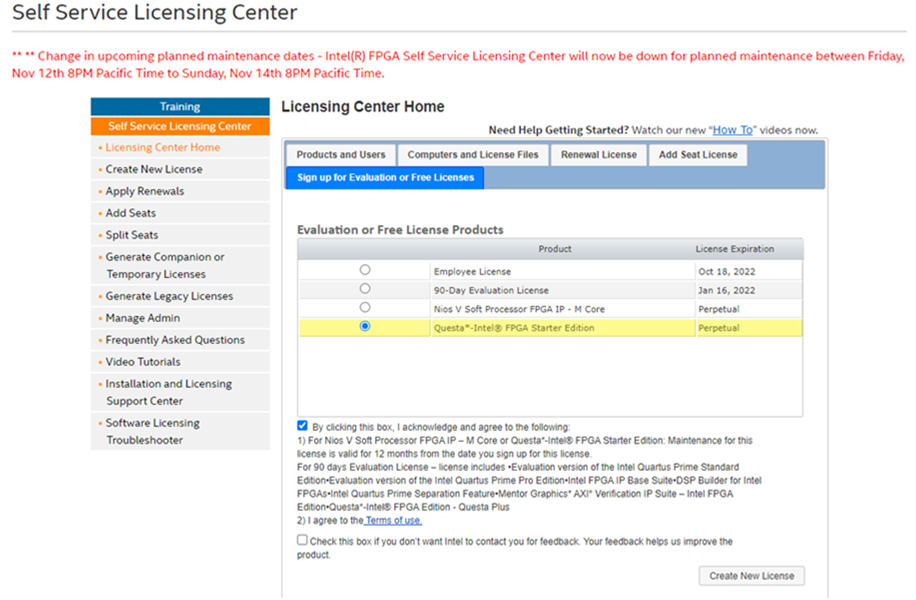 Self Service Licensing Center
** ** Change in upcoming planned maintenance dates - Intel(R) FPGA Self Service Licensing Center will now be down for planned maintenance between Friday,
Nov 12th 8PM Pacific Time to Sunday, Nov 14th 8PM Pacific Time.
Training
Self Service Licensing Center
• Licensing Center Home
• Create New License
• Apply Renewals
• Add Seats
• Split Seats
• Generate Companion or
Temporary Licenses
• Generate Legacy Licenses
• Manage Admin
• Frequently Asked Questions
• Video Tutorials
• Installation and Licensing
Support Center
• Software Licensing
Troubleshooter
Licensing Center Home
Need Help Getting Started? Watch our new “How To” videos now.
Products and Users Computers and License Files Renewal License Add Seat License
Sign up for Evaluation or Free Licenses
Evaluation or Free License Products
Product License Expiration
Employee License Oct 18, 2022
90-Day Evaluation License Jan 16, 2022
Nios V Soft Processor FPGA IP - M Core Perpetual
Questa*-Intel® FPGA Starter Edition Perpetual
By clicking this box, I acknowledge and agree to the following:
1) For Nios V Soft Processor FPGA IP – M Core or Questa*-Intel® FPGA Starter Edition: Maintenance for this
license is valid for 12 months from the date you sign up for this license.
For 90 days Evaluation License – license includes •Evaluation version of the Intel Quartus Prime Standard
Edition•Evaluation version of the Intel Quartus Prime Pro Edition•Intel FPGA IP Base Suite•DSP Builder for Intel
FPGAs•Intel Quartus Prime Separation Feature•Mentor Graphics* AXI* Verification IP Suite – Intel FPGA
Edition•Questa*-Intel® FPGA Edition - Questa Plus
2) I agree to the Terms of use.
Check this box if you don’t want Intel to contact you for feedback. Your feedback helps us improve the
product.
Create New License